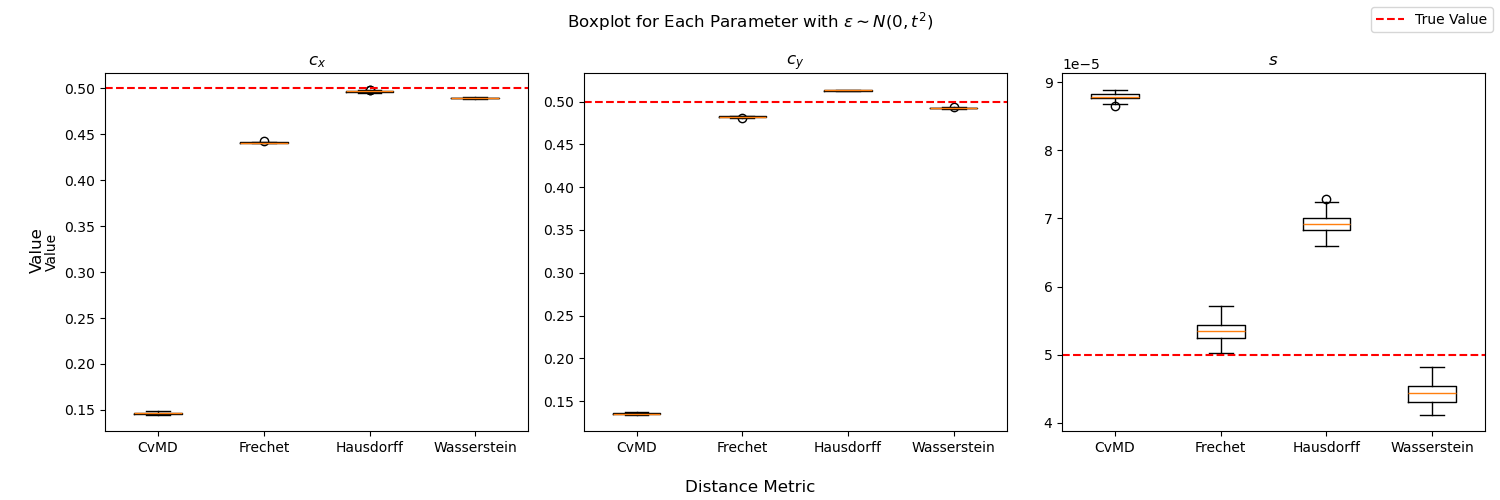 Boxplot for Each Parameter with $\varepsilon \sim N(0, t^2)$
True Value
$c_x$
0.50
0.45
0.40
0.35
0.30
0.25
0.20
0.15
Value
Value
CvMD Frechet Hausdorff Wasserstein
$c_y$
0.50
0.45
0.40
0.35
0.30
0.25
0.20
0.15
CvMD Frechet Hausdorff Wasserstein
1e−5
$s$
9
8
7
6
5
4
CvMD Frechet Hausdorff Wasserstein
Distance Metric